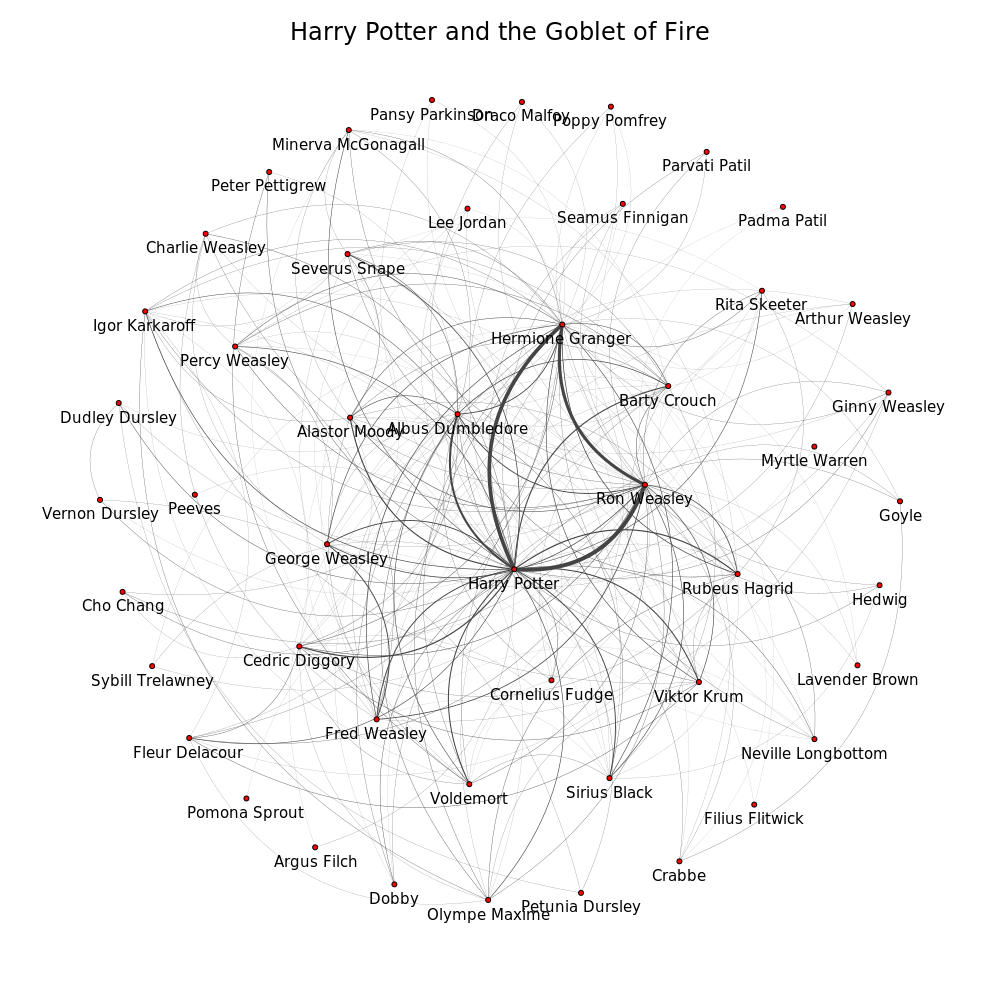 Harry Potter and the Goblet of Fire
Pansy Parkinson
Draco Malfoy
Poppy Pomfrey
Minerva McGonagall
Parvati Patil
Peter Pettigrew
Lee Jordan
Seamus Finnigan
Padma Patil
Charlie Weasley
Severus Snape
Rita Skeeter
Arthur Weasley
Igor Karkaroff
Hermione Granger
Percy Weasley
Barty Crouch
Ginny Weasley
Dudley Dursley
Alastor Moody
Albus Dumbledore
Myrtle Warren
Ron Weasley
Vernon Dursley
Peeves
Goyle
George Weasley
Harry Potter
Rubeus Hagrid
Hedwig
Cho Chang
Cedric Diggory
Sybill Trelawney
Cornelius Fudge
Viktor Krum
Lavender Brown
Fred Weasley
Fleur Delacour
Neville Longbottom
Voldemort
Sirius Black
Pomona Sprout
Filius Flitwick
Argus Filch
Crabbe
Dobby
Olympe Maxime
Petunia Dursley